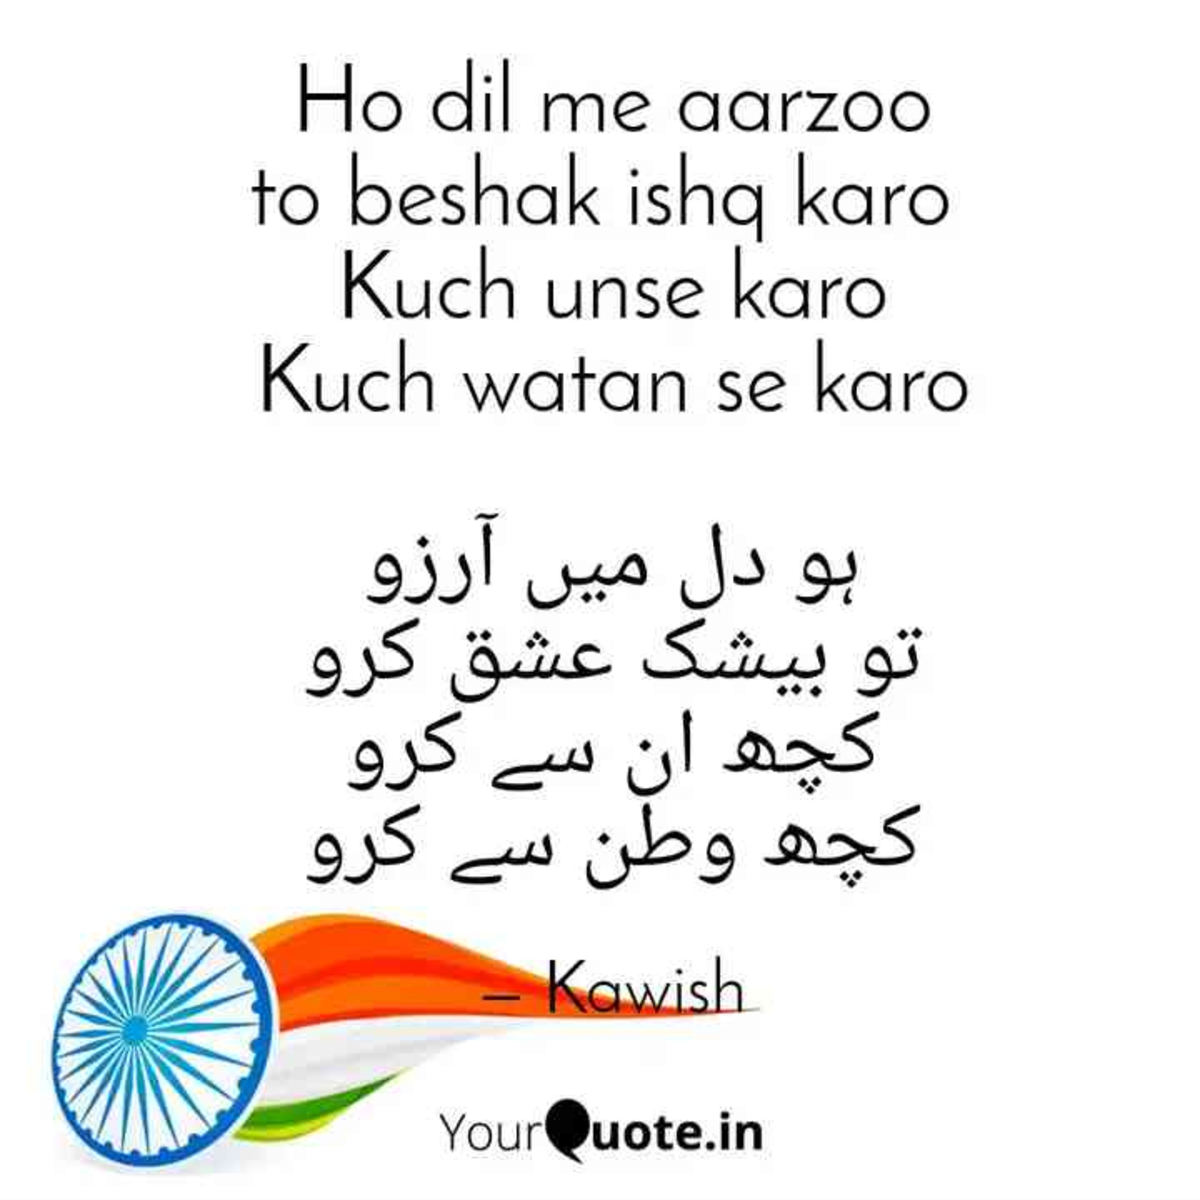 Ho dil me aarzoo
to beshak ishq karo
Kuch unse karo
Kuch watan se karo
ہو دل میں آرزو
تو بیشک عشق کرو
کچھ ان سے کرو
کچھ وطن سے کرو
– Kawish
YourQuote.in